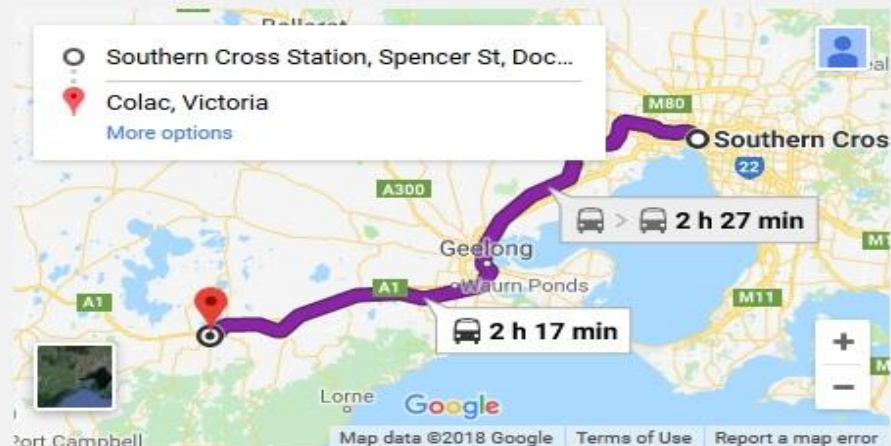 Southern Cross Station, Spencer St, Doc...
Colac, Victoria
More options
M80
Southern Cros
22
A300
2 h 27 min
Geelong
M1
A1
A1
Waurn Ponds
M11
2 h 17 min
Lorne
Google
Port Campbell
Map data ©2018 Google
Terms of Use
Report a map error